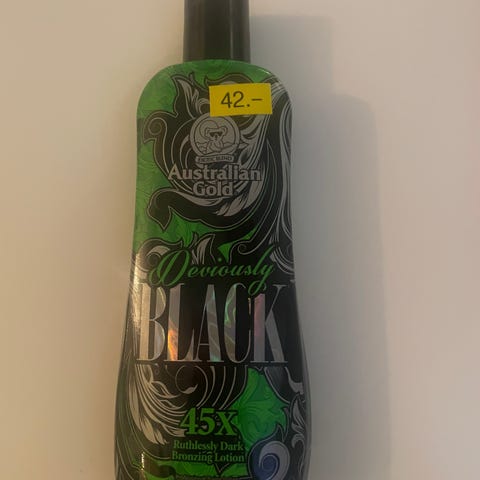 42.-
Australian
Gold
Deviously
BLACK
45X
Ruthlessly Dark
Bronzing Lotion